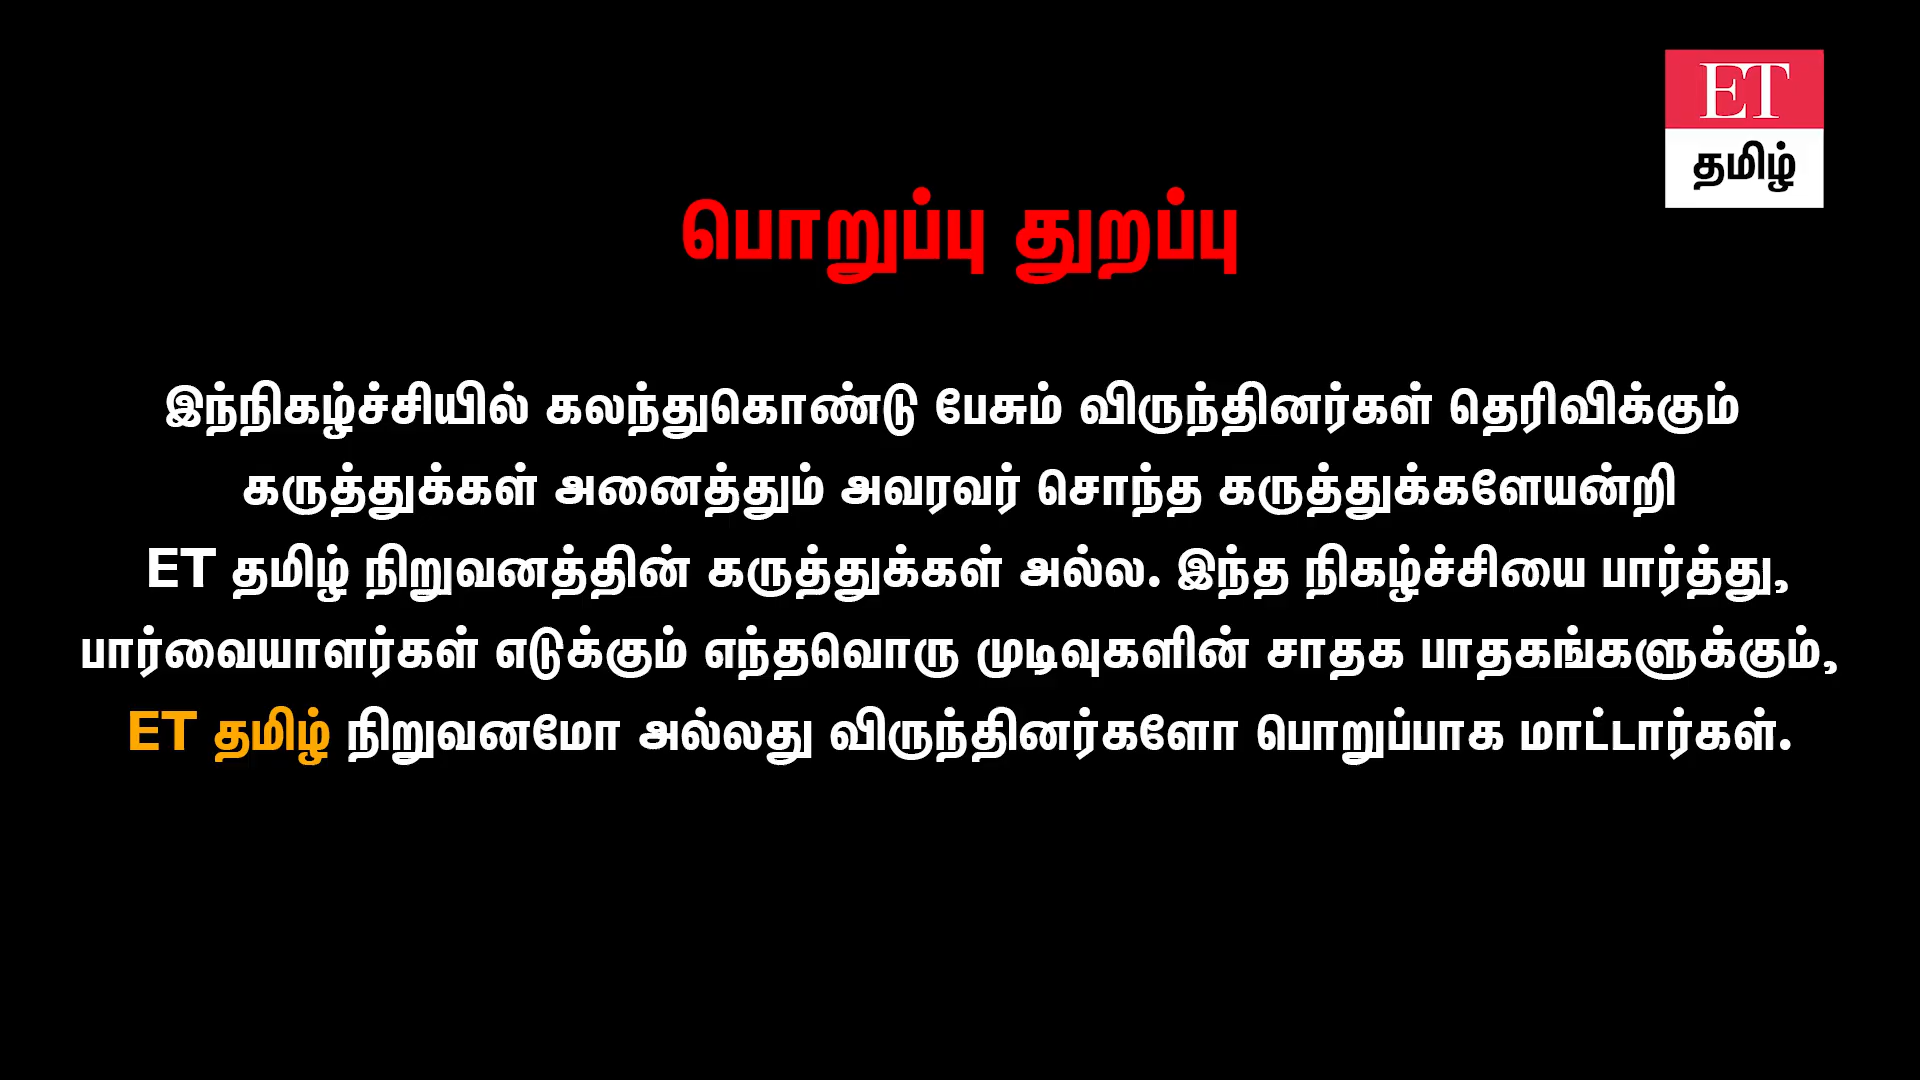 ET
தமிழ்
பொறுப்பு துறப்பு
இந்நிகழ்ச்சியில் கலந்துகொண்டு பேசும் விருந்தினர்கள் தெரிவிக்கும்
கருத்துக்கள் அனைத்தும் அவரவர் சொந்த கருத்துக்களேயன்றி
ET தமிழ் நிறுவனத்தின் கருத்துக்கள் அல்ல. இந்த நிகழ்ச்சியை பார்த்து,
பார்வையாளர்கள் எடுக்கும் எந்தவொரு முடிவுகளின் சாதக பாதகங்களுக்கும்,
ET தமிழ் நிறுவனமோ அல்லது விருந்தினர்களோ பொறுப்பாக மாட்டார்கள்.